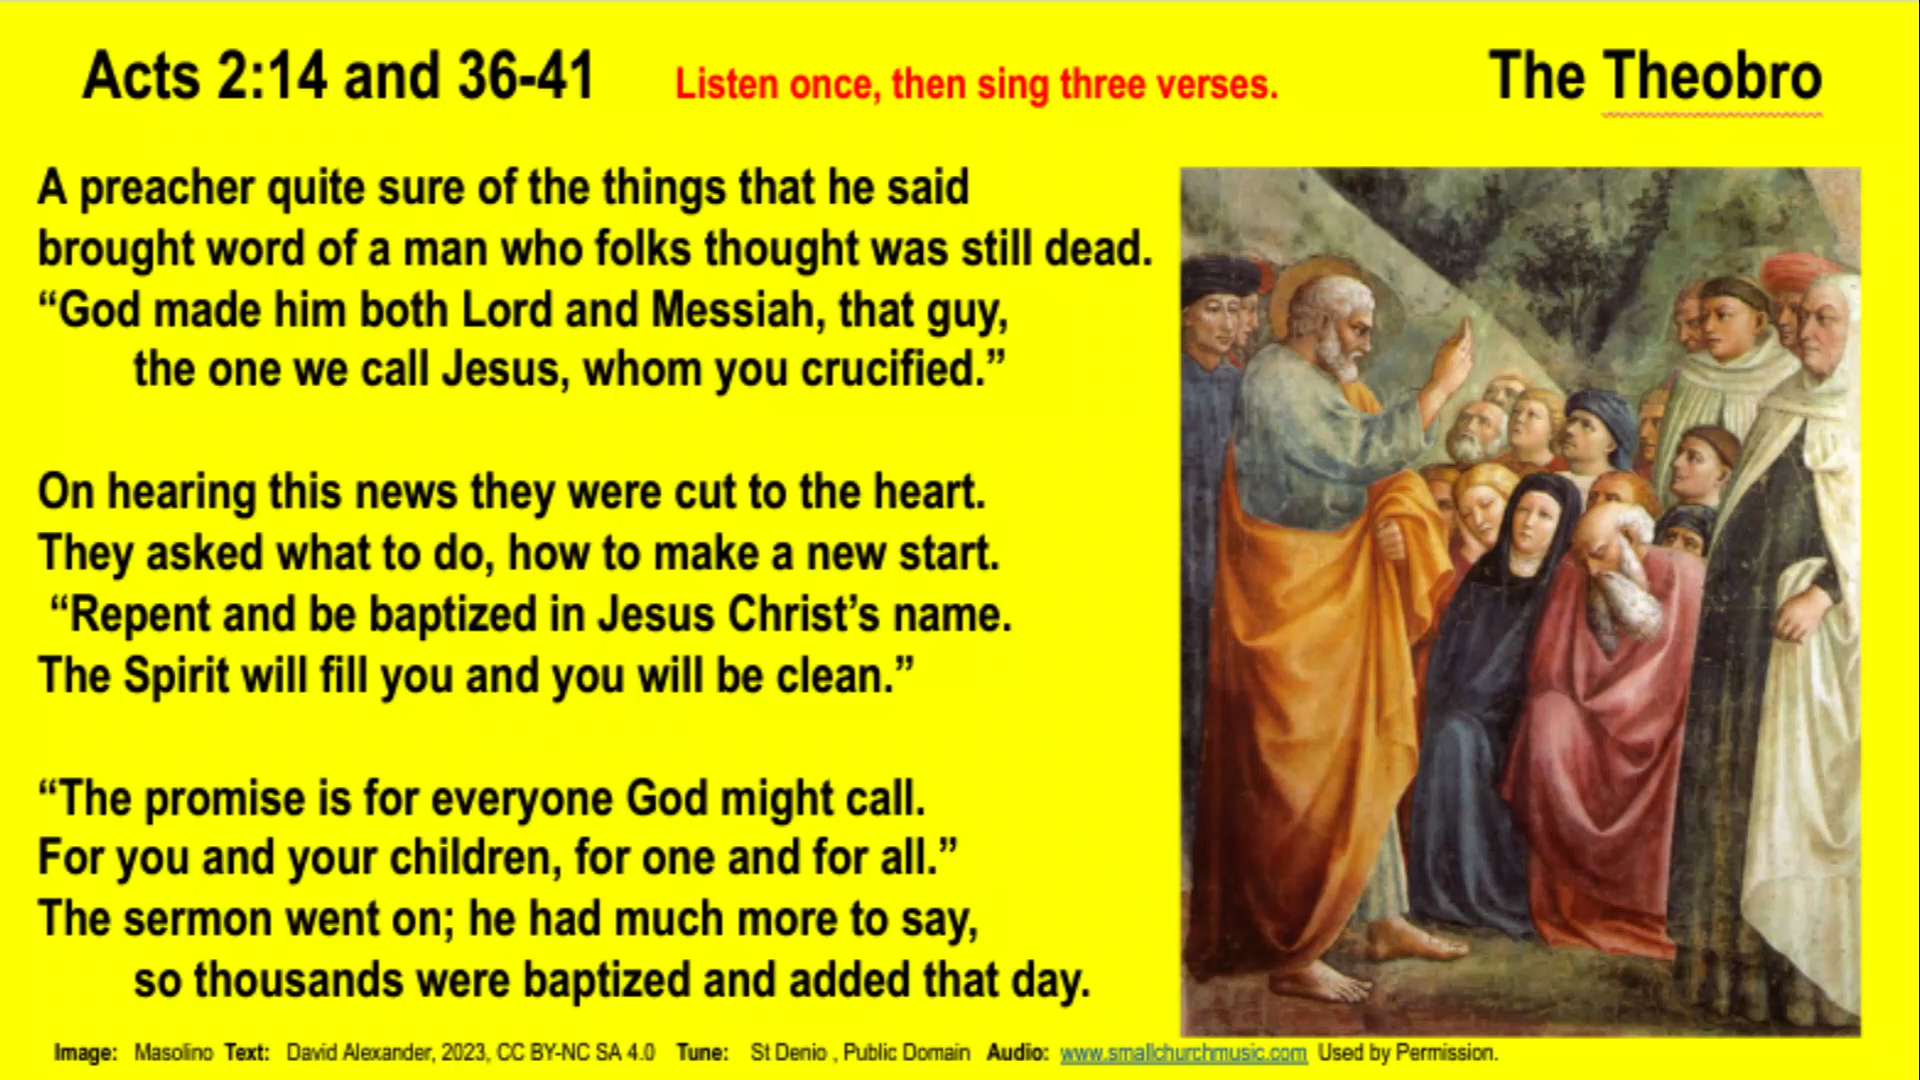 Acts 2:14 and 36-41 Listen once, then sing three verses. The Theobro
A preacher quite sure of the things that he said
brought word of a man who folks thought was still dead.
“God made him both Lord and Messiah, that guy,
the one we call Jesus, whom you crucified.”
On hearing this news they were cut to the heart.
They asked what to do, how to make a new start.
“Repent and be baptized in Jesus Christ’s name.
The Spirit will fill you and you will be clean.”
“The promise is for everyone God might call.
For you and your children, for one and for all.”
The sermon went on; he had much more to say,
so thousands were baptized and added that day.
Image: Masolino Text: David Alexander, 2023, CC BY-NC SA 4.0 Tune: St Denio , Public Domain Audio: www.smallchurchmusic.com Used by Permission.